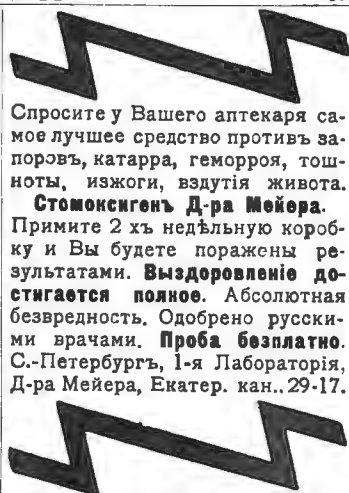 Спросите у Вашего аптекаря са-
мое лучшее средство противъ за-
поровъ, катарра, геморроя, тош-
ноты, изжоги, вздутія живота.
Стомоксигенъ Д-ра Мейера.
Примите 2 хъ недѣльную короб-
ку и Вы будете поражены ре-
зультатами. Выздоровленіе до-
стигается полное. Абсолютная
безвредность. Одобрено русски-
ми врачами. Проба безплатно.
С.-Петербургъ, 1-я Лабораторія,
Д-ра Мейера, Екатер. кан.. 29-17.